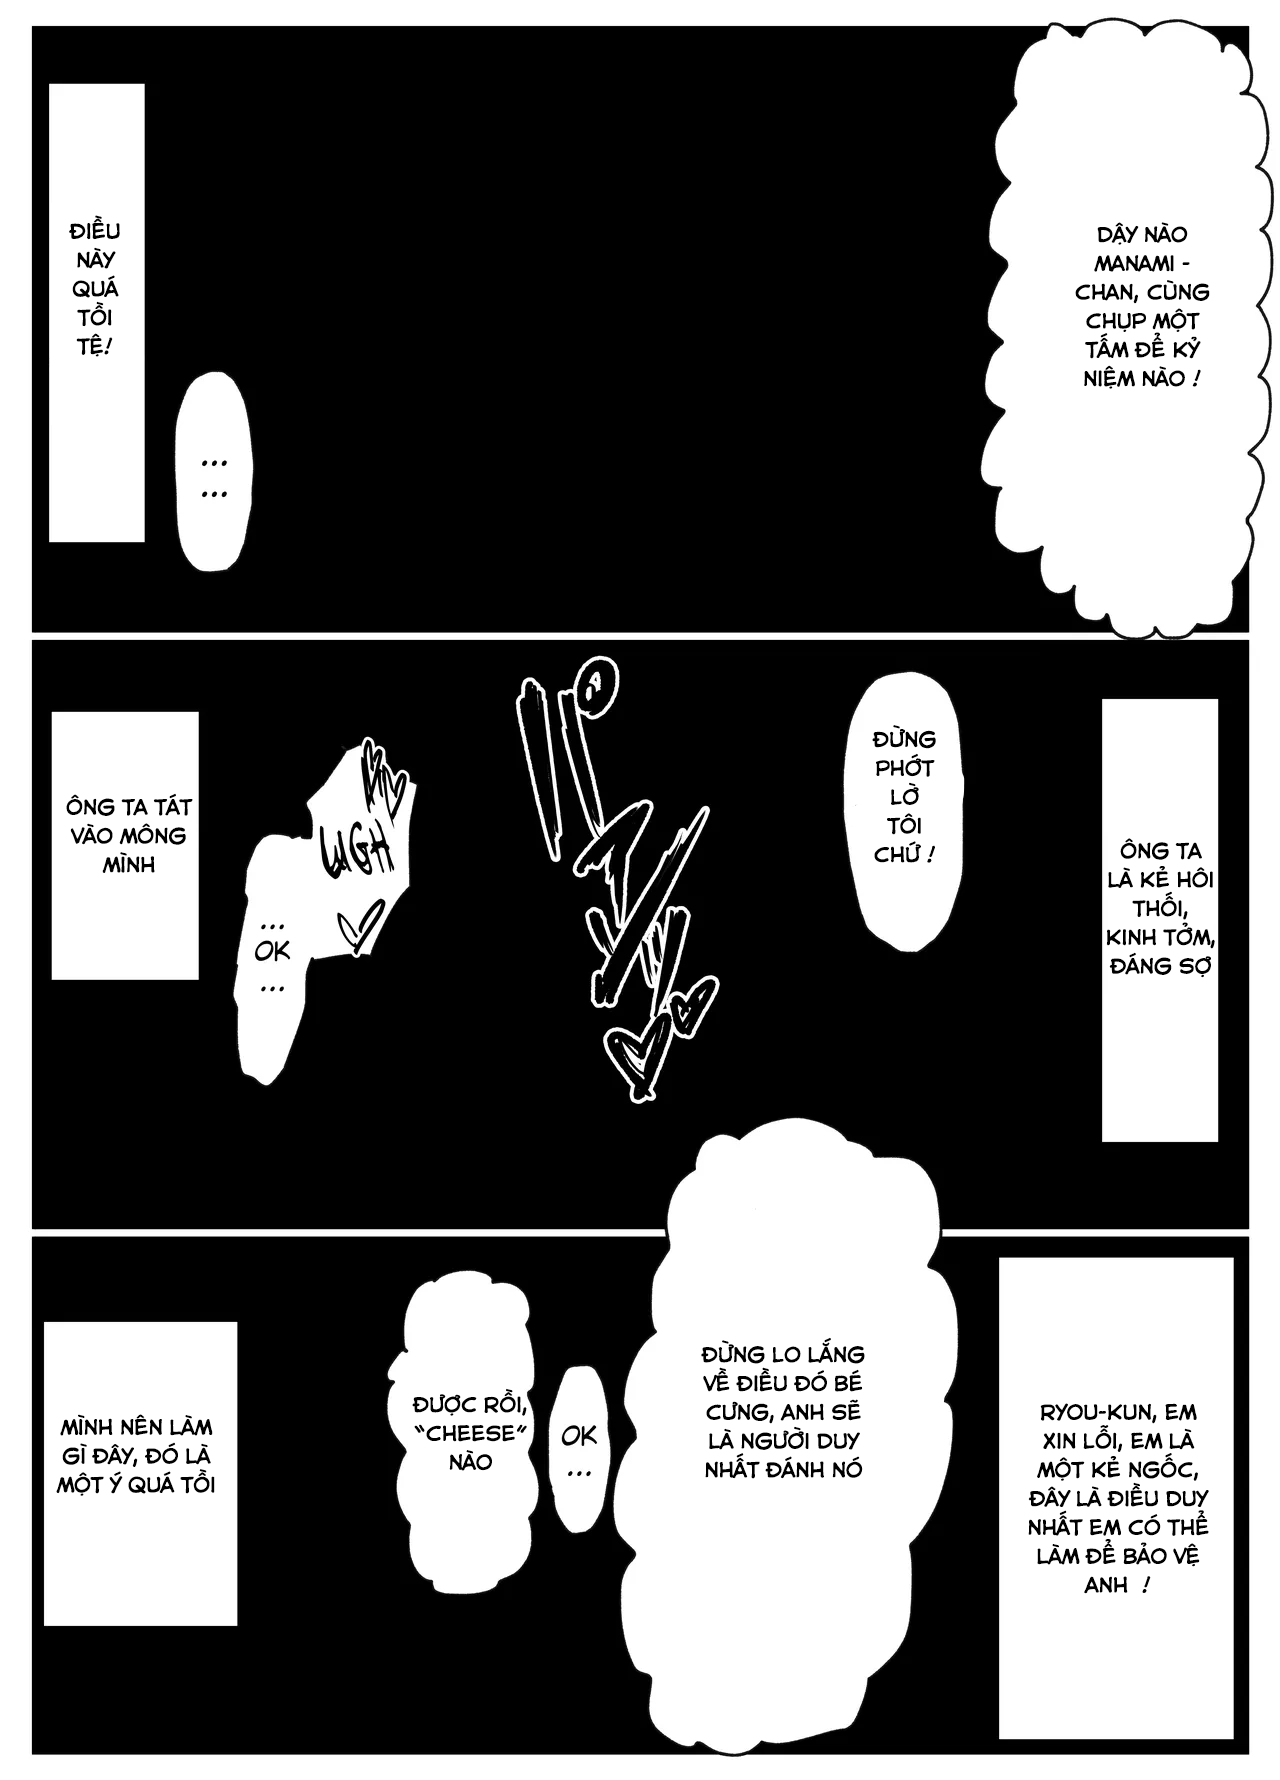 DẬY NÀO
MANAMI -
CHAN, CÙNG
CHỤP MỘT
TẤM ĐỂ KỶ
NIỆM NÀO !
...
...
ĐIỀU
NÀY
QUÁ
TỒI
TỆ!
ÔNG TA
LÀ KẺ HÔI
THỐI,
KINH TỞM,
ĐÁNG SỢ
ĐỪNG
PHỚT
LỜ
TÔI
CHỨ !
UGH
...
OK
...
ÔNG TA TÁT
VÀO MÔNG
MÌNH
RYOU-KUN, EM
XIN LỖI, EM LÀ
MỘT KẺ NGỐC,
ĐÂY LÀ ĐIỀU DUY
NHẤT EM CÓ THỂ
LÀM ĐỂ BẢO VỆ
ANH !
ĐỪNG LO LẮNG
VỀ ĐIỀU ĐÓ BÉ
CƯNG, ANH SẼ
LÀ NGƯỜI DUY
NHẤT ĐÁNH NÓ
OK
...
ĐƯỢC RỒI,
“CHEESE”
NÀO
MÌNH NÊN LÀM
GÌ ĐÂY, ĐÓ LÀ
MỘT Ý QUÁ TỒI